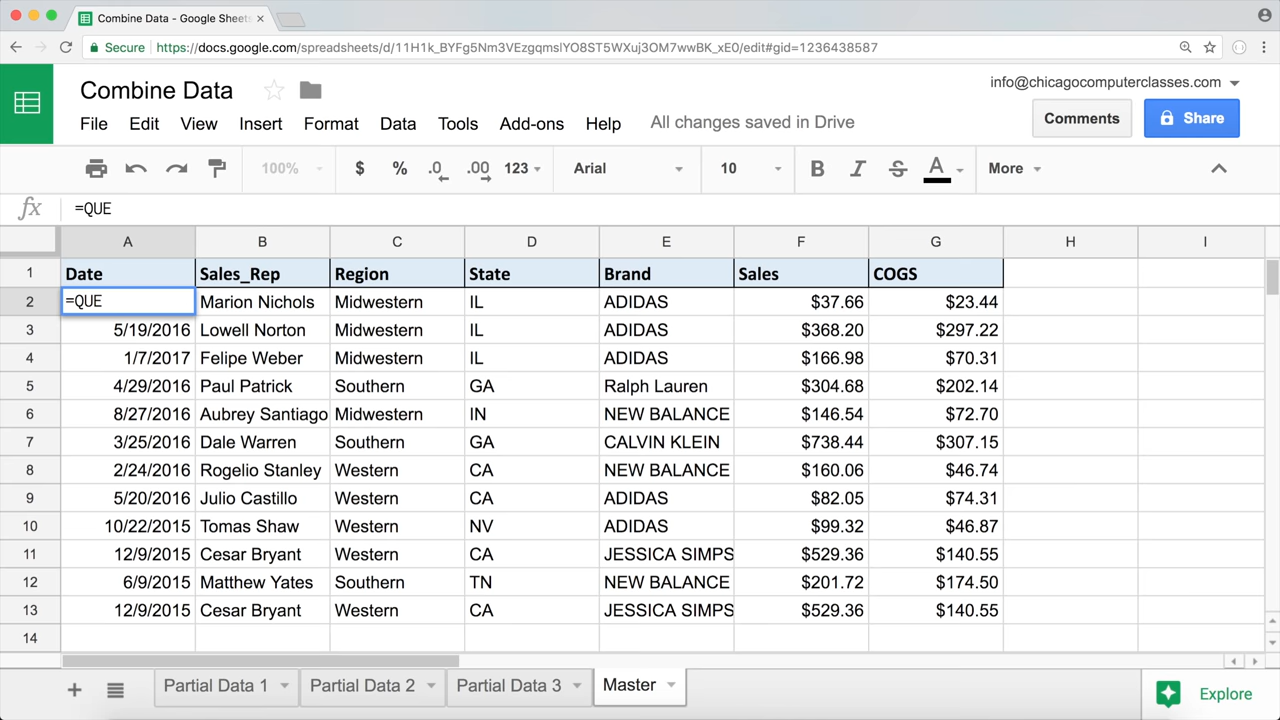 Combine Data - Google Sheets
Secure https://docs.google.com/spreadsheets/d/11H1k_BYFg5Nm3VEzgqmslYO8ST5WXuj3OM7wwBK_xE0/edit#gid=1236438587
Combine Data
info@chicagocomputerclasses.com
File Edit View Insert Format Data Tools Add-ons Help All changes saved in Drive
Comments Share
100% $ % .0 .00 123 Arial 10 B I S A More
fx =QUE
A B C D E F G H I
1 Date Sales_Rep Region State Brand Sales COGS
2 =QUE Marion Nichols Midwestern IL ADIDAS $37.66 $23.44
3 5/19/2016 Lowell Norton Midwestern IL ADIDAS $368.20 $297.22
4 1/7/2017 Felipe Weber Midwestern IL ADIDAS $166.98 $70.31
5 4/29/2016 Paul Patrick Southern GA Ralph Lauren $304.68 $202.14
6 8/27/2016 Aubrey Santiago Midwestern IN NEW BALANCE $146.54 $72.70
7 3/25/2016 Dale Warren Southern GA CALVIN KLEIN $738.44 $307.15
8 2/24/2016 Rogelio Stanley Western CA NEW BALANCE $160.06 $46.74
9 5/20/2016 Julio Castillo Western CA ADIDAS $82.05 $74.31
10 10/22/2015 Tomas Shaw Western NV ADIDAS $99.32 $46.87
11 12/9/2015 Cesar Bryant Western CA JESSICA SIMPS $529.36 $140.55
12 6/9/2015 Matthew Yates Southern TN NEW BALANCE $201.72 $174.50
13 12/9/2015 Cesar Bryant Western CA JESSICA SIMPS $529.36 $140.55
14
Partial Data 1 Partial Data 2 Partial Data 3 Master Explore